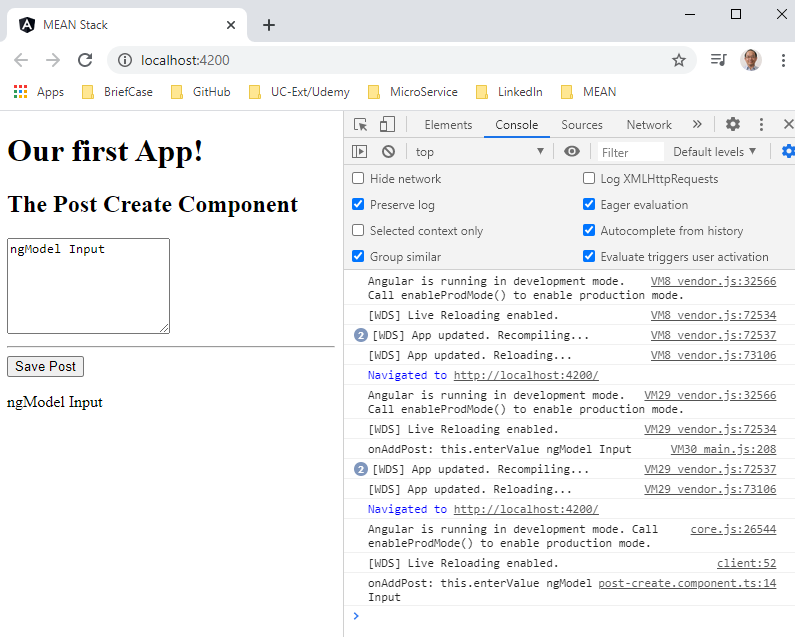 MEAN Stack
localhost:4200
Apps BriefCase GitHub UC-Ext/Udemy MicroService LinkedIn MEAN
Our first App!
The Post Create Component
ngModel Input
Save Post
ngModel Input
Elements Console Sources Network
top Filter Default levels
Hide network Log XMLHttpRequests
Preserve log Eager evaluation
Selected context only Autocomplete from history
Group similar Evaluate triggers user activation
Angular is running in development mode. VM8 vendor.js:32566
Call enableProdMode() to enable production mode.
[WDS] Live Reloading enabled. VM8 vendor.js:72534
2 [WDS] App updated. Recompiling... VM8 vendor.js:72537
[WDS] App updated. Reloading... VM8 vendor.js:73106
Navigated to http://localhost:4200/
Angular is running in development mode. VM29 vendor.js:32566
Call enableProdMode() to enable production mode.
[WDS] Live Reloading enabled. VM29 vendor.js:72534
onAddPost: this.enterValue ngModel Input VM30 main.js:208
2 [WDS] App updated. Recompiling... VM29 vendor.js:72537
[WDS] App updated. Reloading... VM29 vendor.js:73106
Navigated to http://localhost:4200/
Angular is running in development mode. Call core.js:26544
enableProdMode() to enable production mode.
[WDS] Live Reloading enabled. client:52
onAddPost: this.enterValue ngModel post-create.component.ts:14
Input